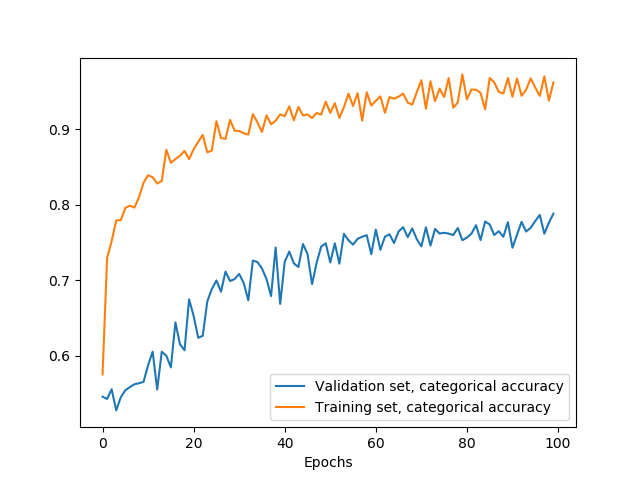 0.9
0.8
0.7
0.6
Validation set, categorical accuracy
Training set, categorical accuracy
0 20 40 60 80 100
Epochs